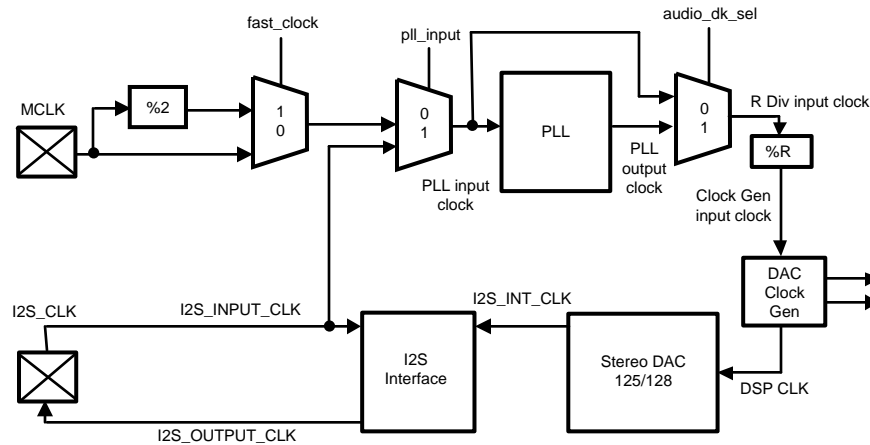 fast_clock
pll_input
audio_dk_sel
MCLK
%2
1
0
0
1
PLL
0
1
R Div input clock
%R
PLL input
clock
PLL
output
clock
Clock Gen
input clock
DAC
Clock
Gen
I2S_CLK
I2S_INPUT_CLK
I2S_INT_CLK
I2S
Interface
Stereo DAC
125/128
DSP CLK
I2S_OUTPUT_CLK